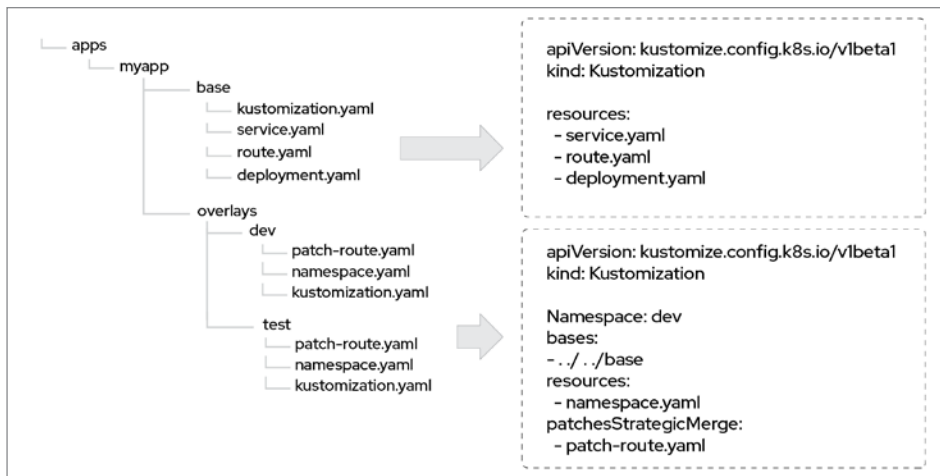 apps
myapp
base
kustomization.yaml
service.yaml
route.yaml
deployment.yaml
overlays
dev
patch-route.yaml
namespace.yaml
kustomization.yaml
test
patch-route.yaml
namespace.yaml
kustomization.yaml
apiVersion: kustomize.config.k8s.io/v1beta1
kind: Kustomization
resources:
- service.yaml
- route.yaml
- deployment.yaml
apiVersion: kustomize.config.k8s.io/v1beta1
kind: Kustomization
Namespace: dev
bases:
- ../../base
resources:
- namespace.yaml
patchesStrategicMerge:
- patch-route.yaml